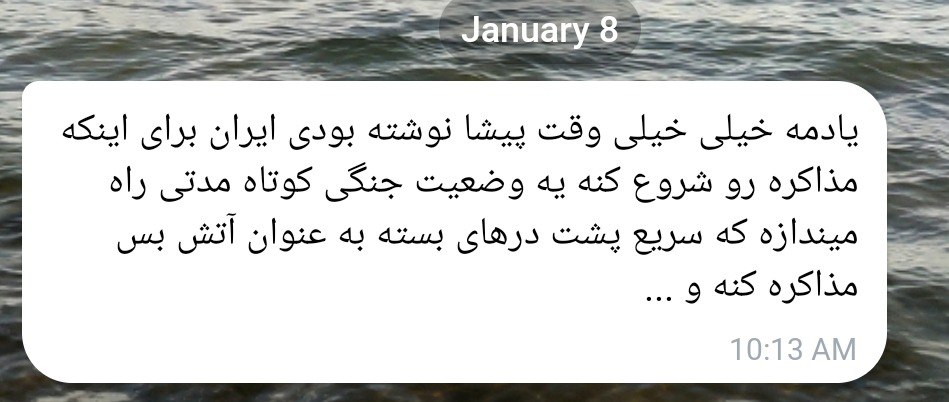 January 8
یادمه خیلی خیلی وقت پیشا نوشته بودی ایران برای اینکه
مذاکره رو شروع کنه یه وضعیت جنگی کوتاه مدتی راه
میندازه که سریع پشت درهای بسته به عنوان آتش بس
مذاکره کنه و ...
10:13 AM